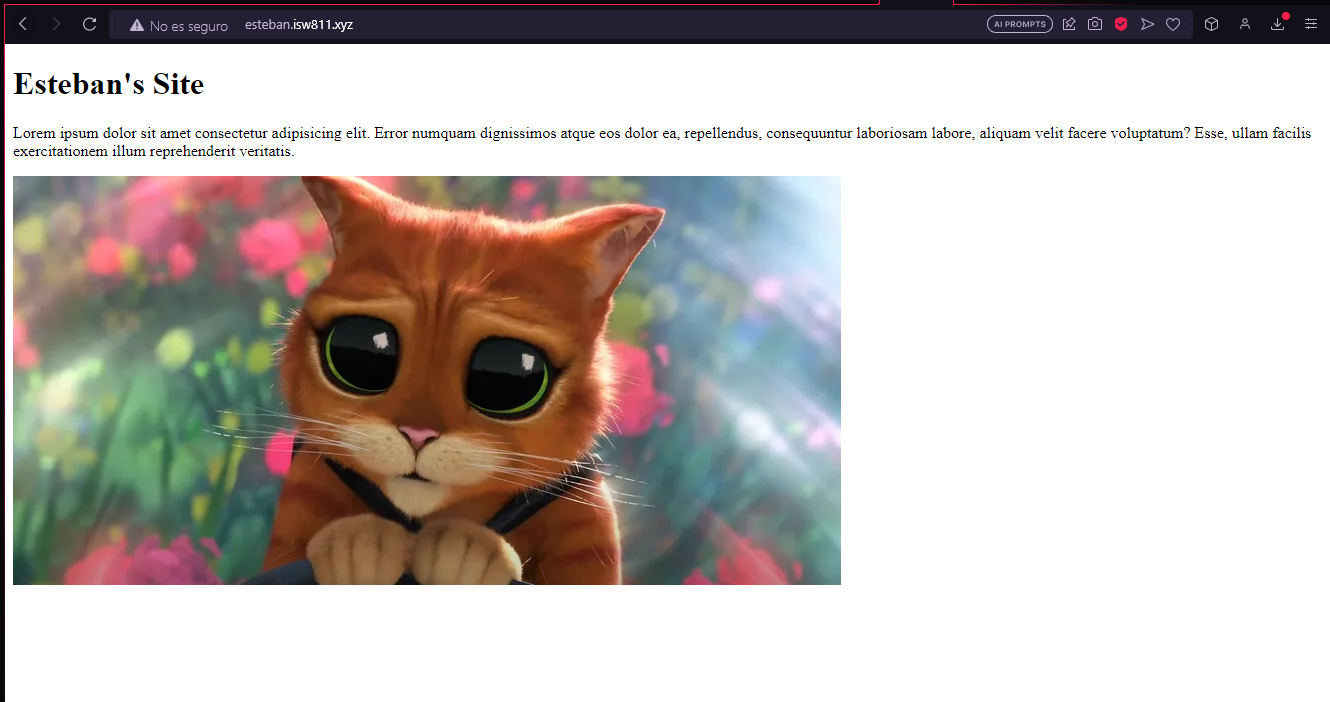 No es seguro esteban.isw811.xyz AI PROMPTS
Esteban's Site
Lorem ipsum dolor sit amet consectetur adipisicing elit. Error numquam dignissimos atque eos dolor ea, repellendus, consequuntur laboriosam labore, aliquam velit facere voluptatum? Esse, ullam facilis
exercitationem illum reprehenderit veritatis.